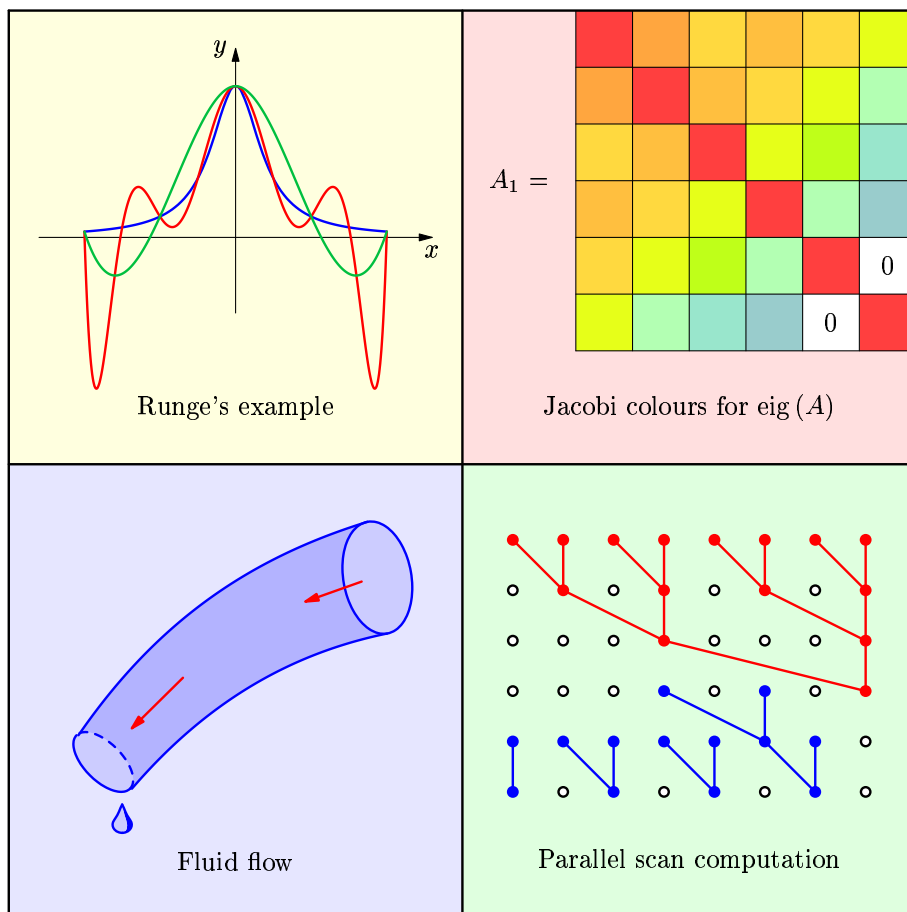 y
x
Runge's example
A₁ =
0
0
Jacobi colours for eig (A)
Fluid flow
Parallel scan computation